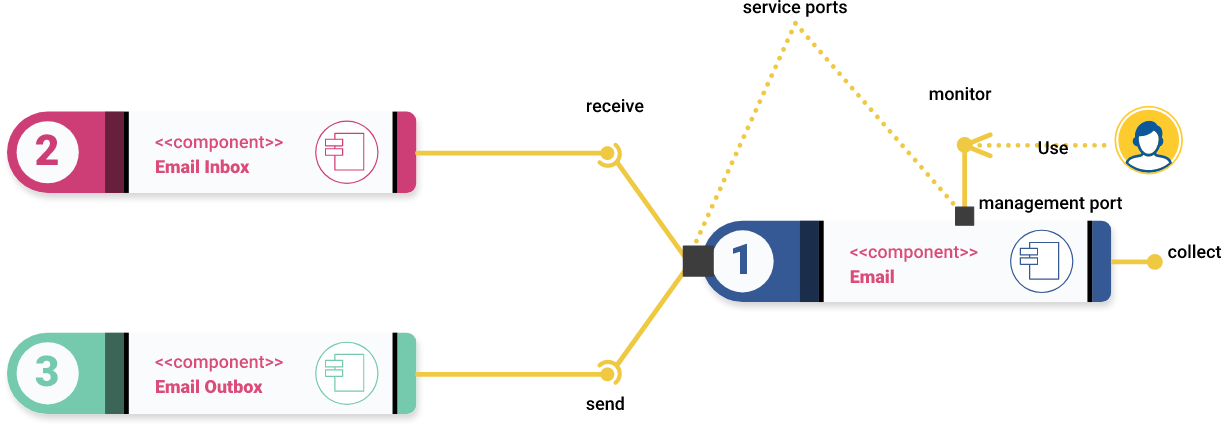 service ports
monitor
receive
2
<<component>>
Email Inbox
Use
management port
1
<<component>>
Email
collect
3
<<component>>
Email Outbox
send